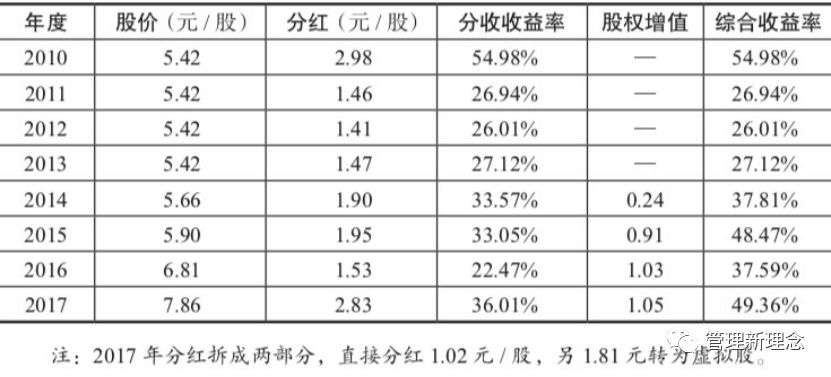 年度 股价（元/股） 分红（元/股） 分收收益率 股权增值 综合收益率
2010 5.42 2.98 54.98% — 54.98%
2011 5.42 1.46 26.94% — 26.94%
2012 5.42 1.41 26.01% — 26.01%
2013 5.42 1.47 27.12% — 27.12%
2014 5.66 1.90 33.57% 0.24 37.81%
2015 5.90 1.95 33.05% 0.91 48.47%
2016 6.81 1.53 22.47% 1.03 37.59%
2017 7.86 2.83 36.01% 1.05 49.36%
注：2017 年分红拆成两部分，直接分红 1.02 元/股，另 1.81 元转为虚拟股。
管理新理念